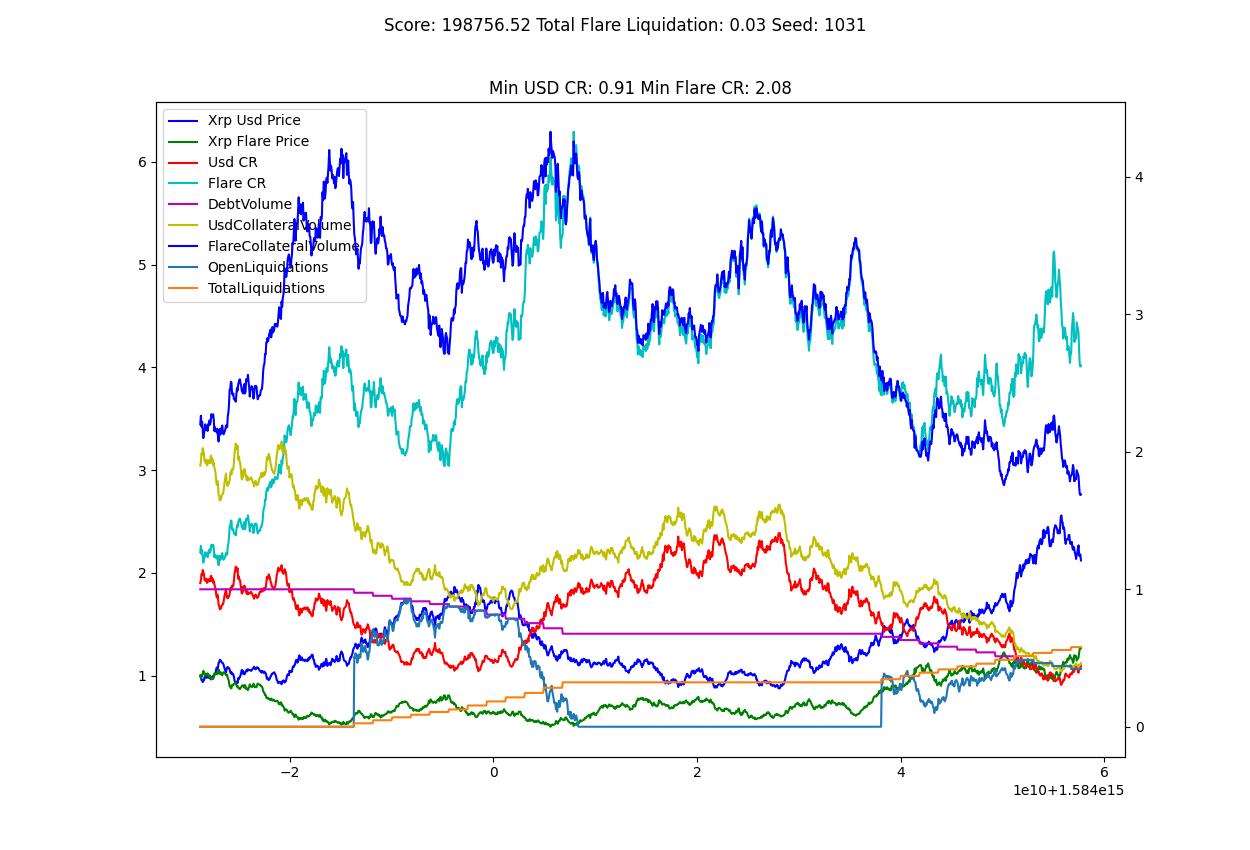 Score: 198756.52 Total Flare Liquidation: 0.03 Seed: 1031
Min USD CR: 0.91 Min Flare CR: 2.08
Xrp Usd Price
Xrp Flare Price
Usd CR
Flare CR
DebtVolume
UsdCollateralVolume
FlareCollateralVolume
OpenLiquidations
TotalLiquidations
6
5
4
3
2
1
4
3
2
1
0
−2
0
2
4
6
1e10+1.584e15